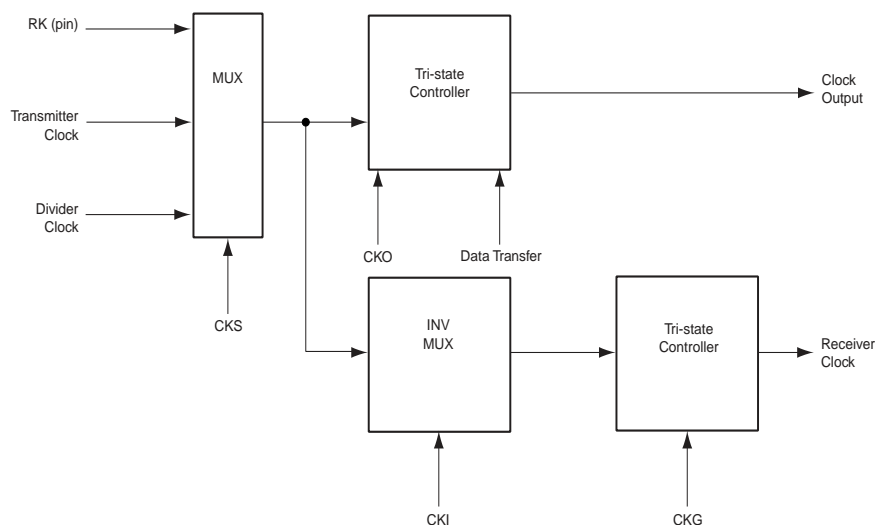 RK (pin)
MUX
Tri-state
Controller
Clock
Output
Transmitter
Clock
Divider
Clock
CKO
Data Transfer
CKS
INV
MUX
Tri-state
Controller
Receiver
Clock
CKI
CKG